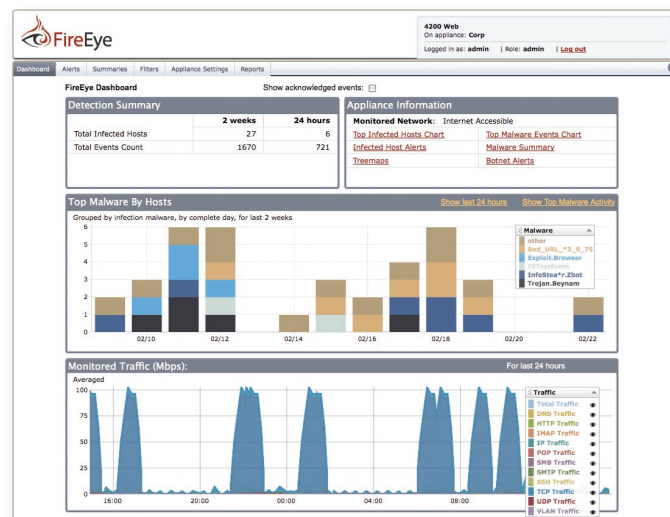 FireEye
4200 Web
On appliance: Corp
Logged in as: admin | Role: admin | Log out
Dashboard Alerts Summaries Filters Appliance Settings Reports
FireEye Dashboard Show acknowledged events:
Detection Summary
2 weeks 24 hours
Total Infected Hosts 27 6
Total Events Count 1670 721
Appliance Information
Monitored Network: Internet Accessible
Top Infected Hosts Chart Top Malware Events Chart
Infected Host Alerts Malware Summary
Treemaps Botnet Alerts
Top Malware By Hosts Show last 24 hours Show Top Malware Activity
Grouped by infection malware, by complete day, for last 2 weeks
6
5
4
3
2
1
0
02/10 02/12 02/14 02/16 02/18 02/20 02/22
Malware
other
Bad_URL_*3_9_75
Exploit.Browser
FETestEvent
InfoStea*r.Zbot
Trojan.Beynam
Monitored Traffic (Mbps): For last 24 hours
Averaged
100
75
50
25
0
16:00 20:00 00:00 04:00 08:00
Traffic
Total Traffic
DNS Traffic
HTTP Traffic
IMAP Traffic
IP Traffic
POP Traffic
SMB Traffic
SMTP Traffic
SSH Traffic
TCP Traffic
UDP Traffic
VLAN Traffic